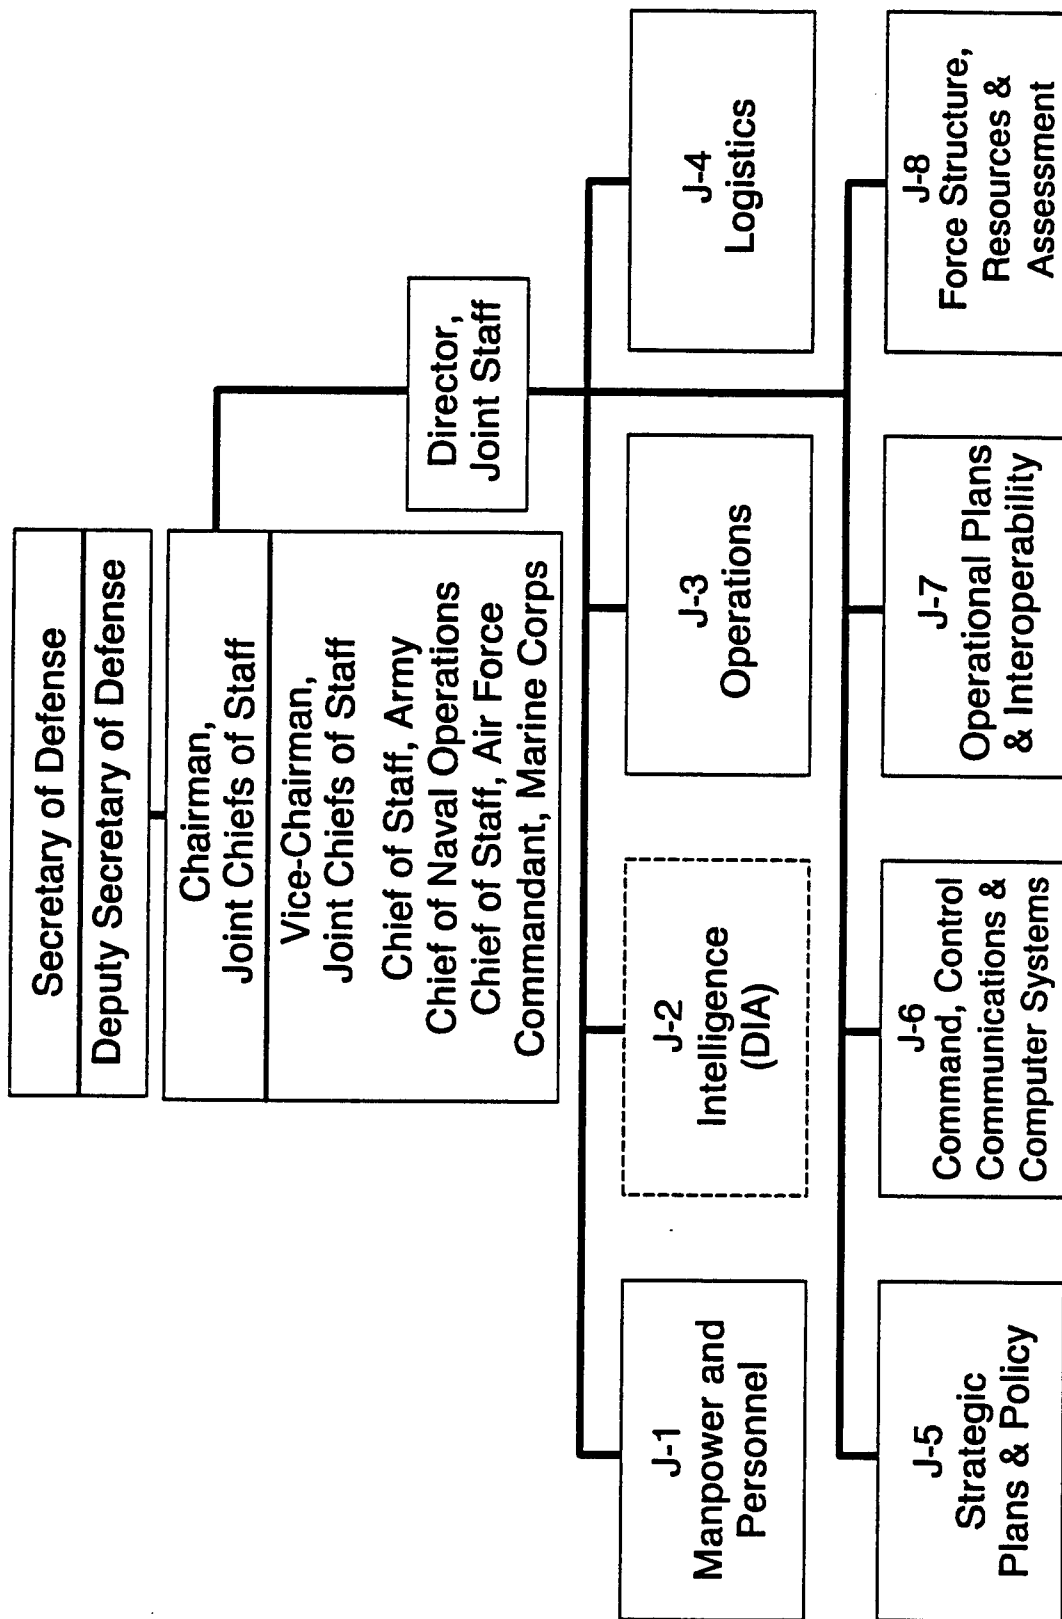 Secretary of Defense
Deputy Secretary of Defense
Chairman,
Joint Chiefs of Staff
Vice-Chairman,
Joint Chiefs of Staff
Chief of Staff, Army
Chief of Naval Operations
Chief of Staff, Air Force
Commandant, Marine Corps
Director,
Joint Staff
J-1
Manpower and
Personnel
J-2
Intelligence
(DIA)
J-3
Operations
J-4
Logistics
J-5
Strategic
Plans & Policy
J-6
Command, Control
Communications &
Computer Systems
J-7
Operational Plans
& Interoperability
J-8
Force Structure,
Resources &
Assessment